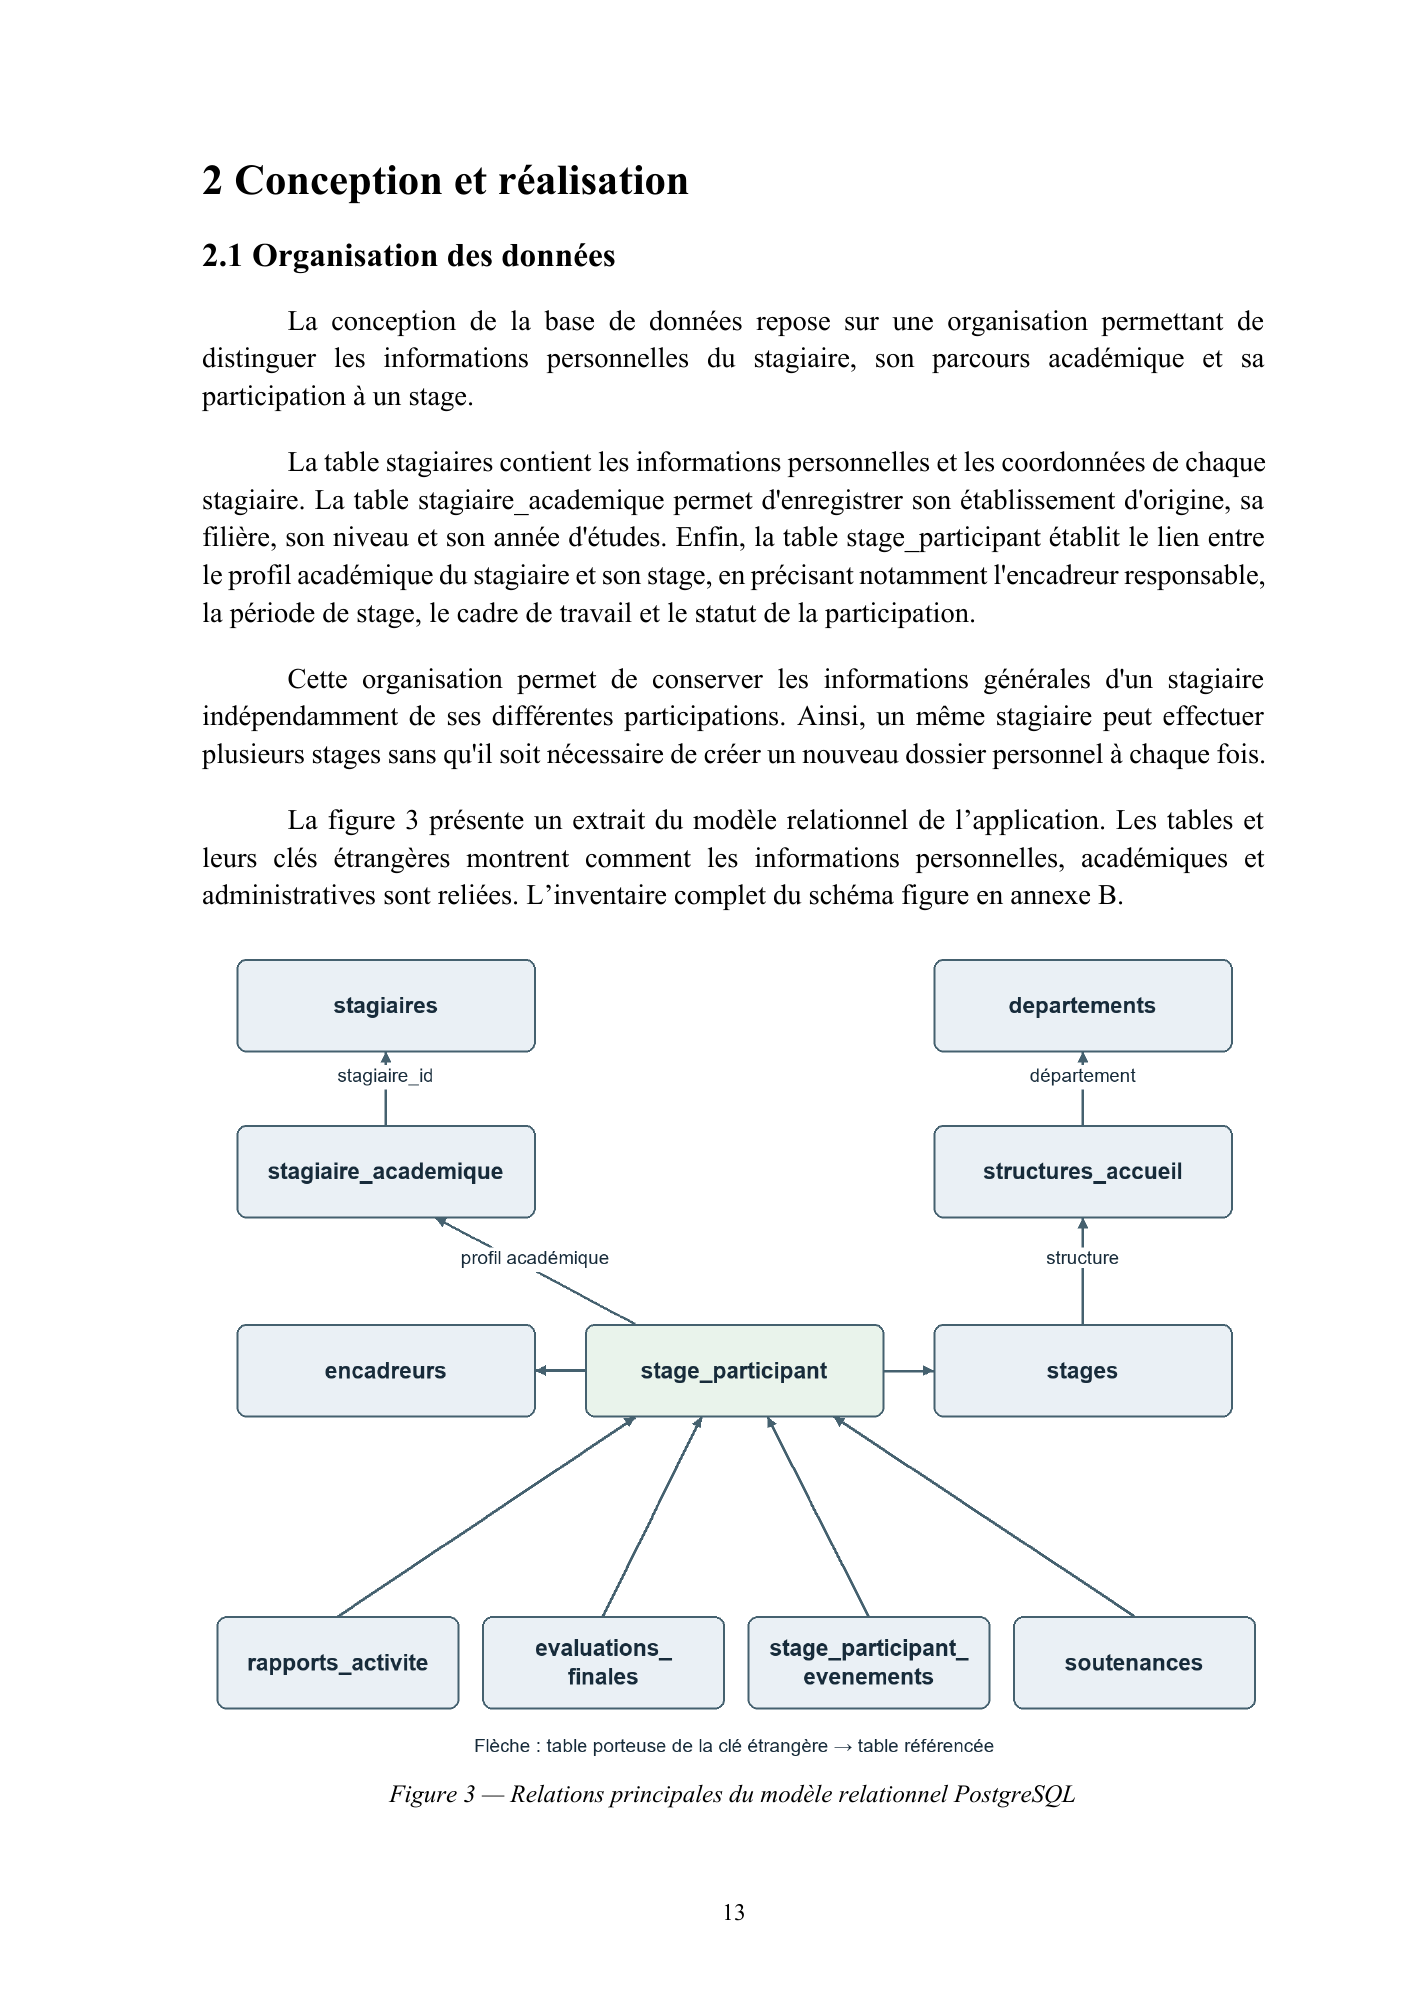 2 Conception et réalisation
2.1 Organisation des données
La conception de la base de données repose sur une organisation permettant de
distinguer les informations personnelles du stagiaire, son parcours académique et sa
participation à un stage.
La table stagiaires contient les informations personnelles et les coordonnées de chaque
stagiaire. La table stagiaire_academique permet d'enregistrer son établissement d'origine, sa
filière, son niveau et son année d'études. Enfin, la table stage_participant établit le lien entre
le profil académique du stagiaire et son stage, en précisant notamment l'encadreur responsable,
la période de stage, le cadre de travail et le statut de la participation.
Cette organisation permet de conserver les informations générales d'un stagiaire
indépendamment de ses différentes participations. Ainsi, un même stagiaire peut effectuer
plusieurs stages sans qu'il soit nécessaire de créer un nouveau dossier personnel à chaque fois.
La figure 3 présente un extrait du modèle relationnel de l’application. Les tables et
leurs clés étrangères montrent comment les informations personnelles, académiques et
administratives sont reliées. L’inventaire complet du schéma figure en annexe B.
stagiaires
departements
stagiaire_id
département
stagiaire_academique
structures_accueil
profil académique
structure
encadreurs
stage_participant
stages
rapports_activite
evaluations_
finales
stage_participant_
evenements
soutenances
Flèche : table porteuse de la clé étrangère → table référencée
Figure 3 — Relations principales du modèle relationnel PostgreSQL
13